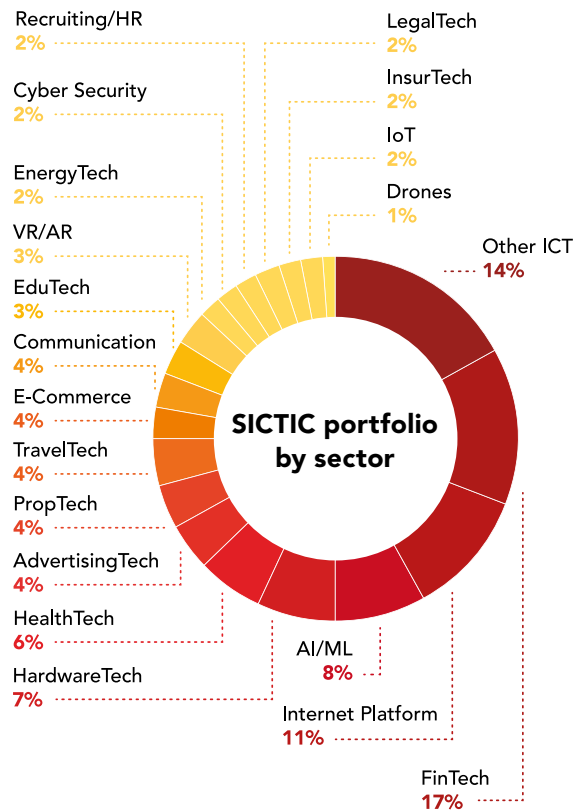 Recruiting/HR
2%
Cyber Security
2%
EnergyTech
2%
VR/AR
3%
EduTech
3%
Communication
4%
E-Commerce
4%
TravelTech
4%
PropTech
4%
AdvertisingTech
4%
HealthTech
6%
HardwareTech
7%
LegalTech
2%
InsurTech
2%
IoT
2%
Drones
1%
Other ICT
14%
SICTIC portfolio
by sector
AI/ML
8%
Internet Platform
11%
FinTech
17%